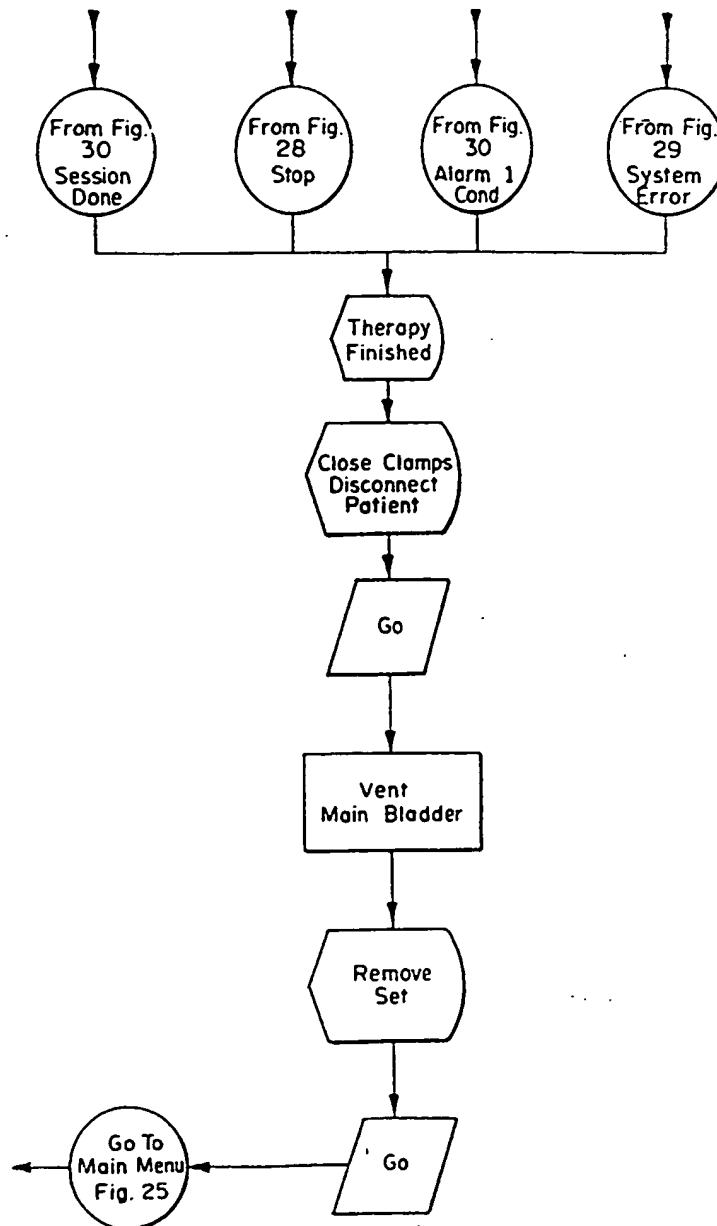 From Fig.
30
Session
Done
From Fig.
28
Stop
From Fig.
30
Alarm 1
Cond
From Fig.
29
System
Error
Therapy
Finished
Close Clamps
Disconnect
Patient
Go
Vent
Main Bladder
Remove
Set
Go
Go To
Main Menu
Fig. 25